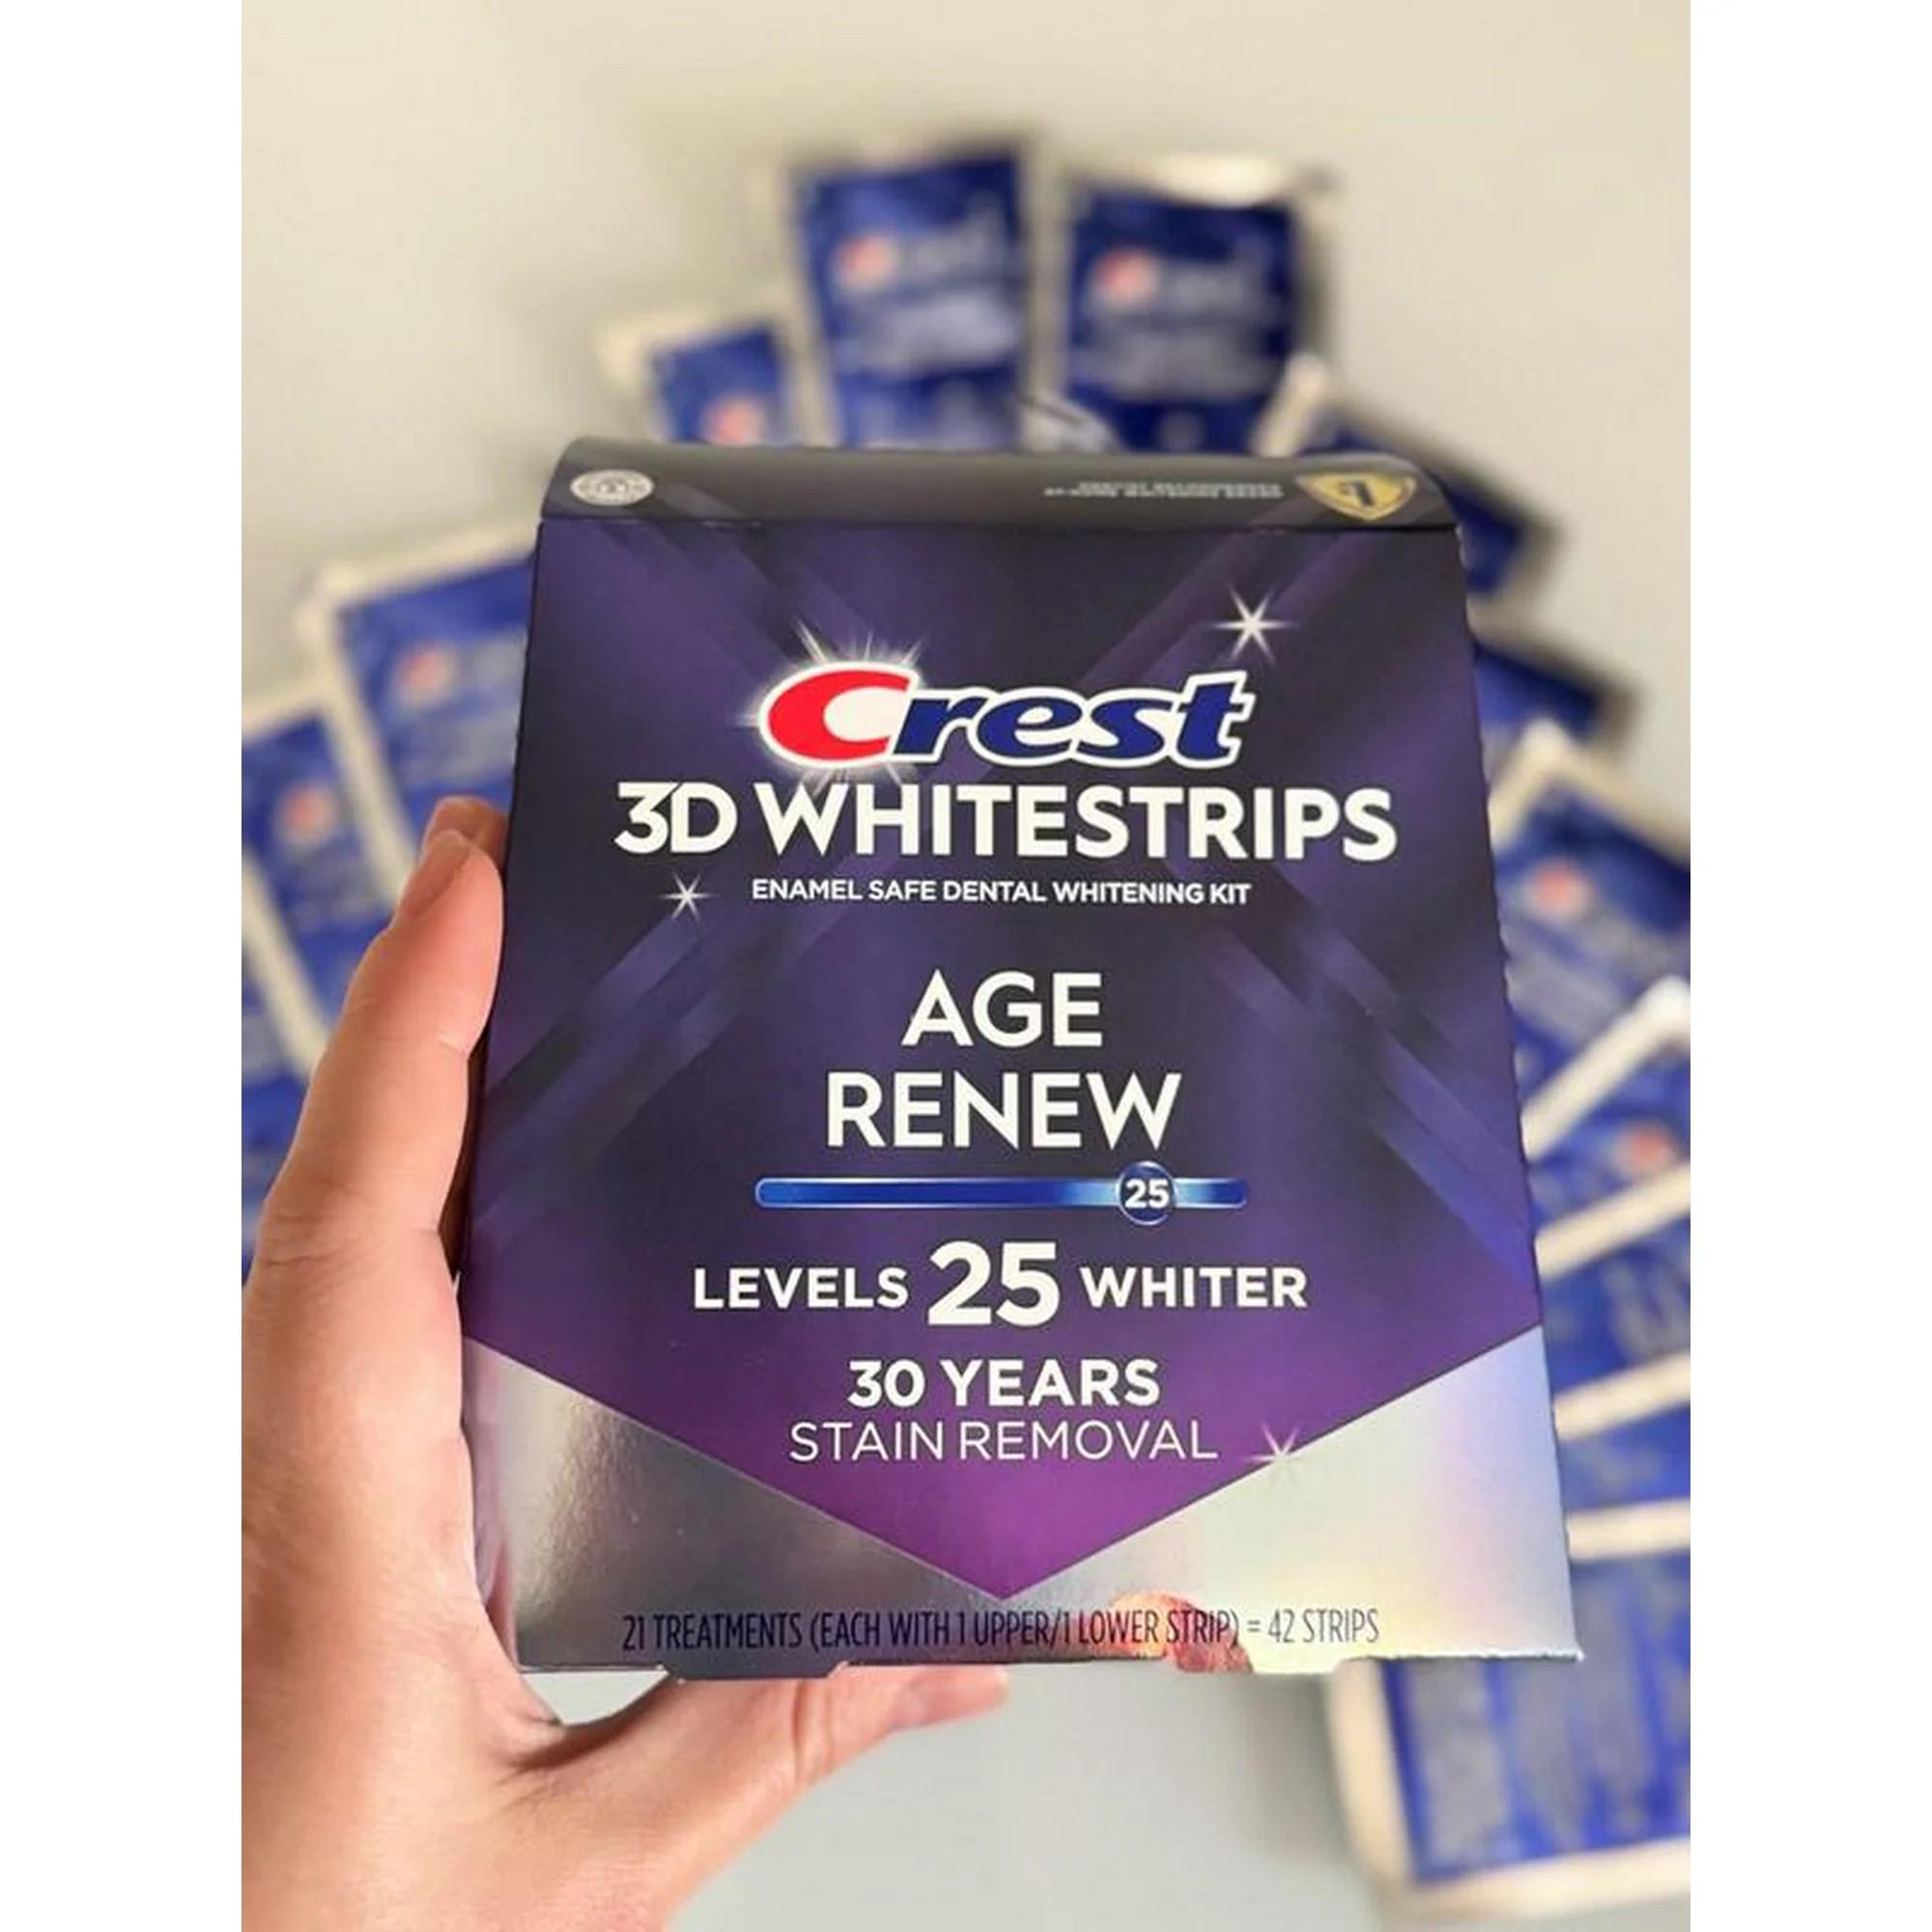 Crest
3D WHITESTRIPS
ENAMEL SAFE DENTAL WHITENING KIT
AGE
RENEW
25
LEVELS 25 WHITER
30 YEARS
STAIN REMOVAL
21 TREATMENTS (EACH WITH 1 UPPER/1 LOWER STRIP) = 42 STRIPS